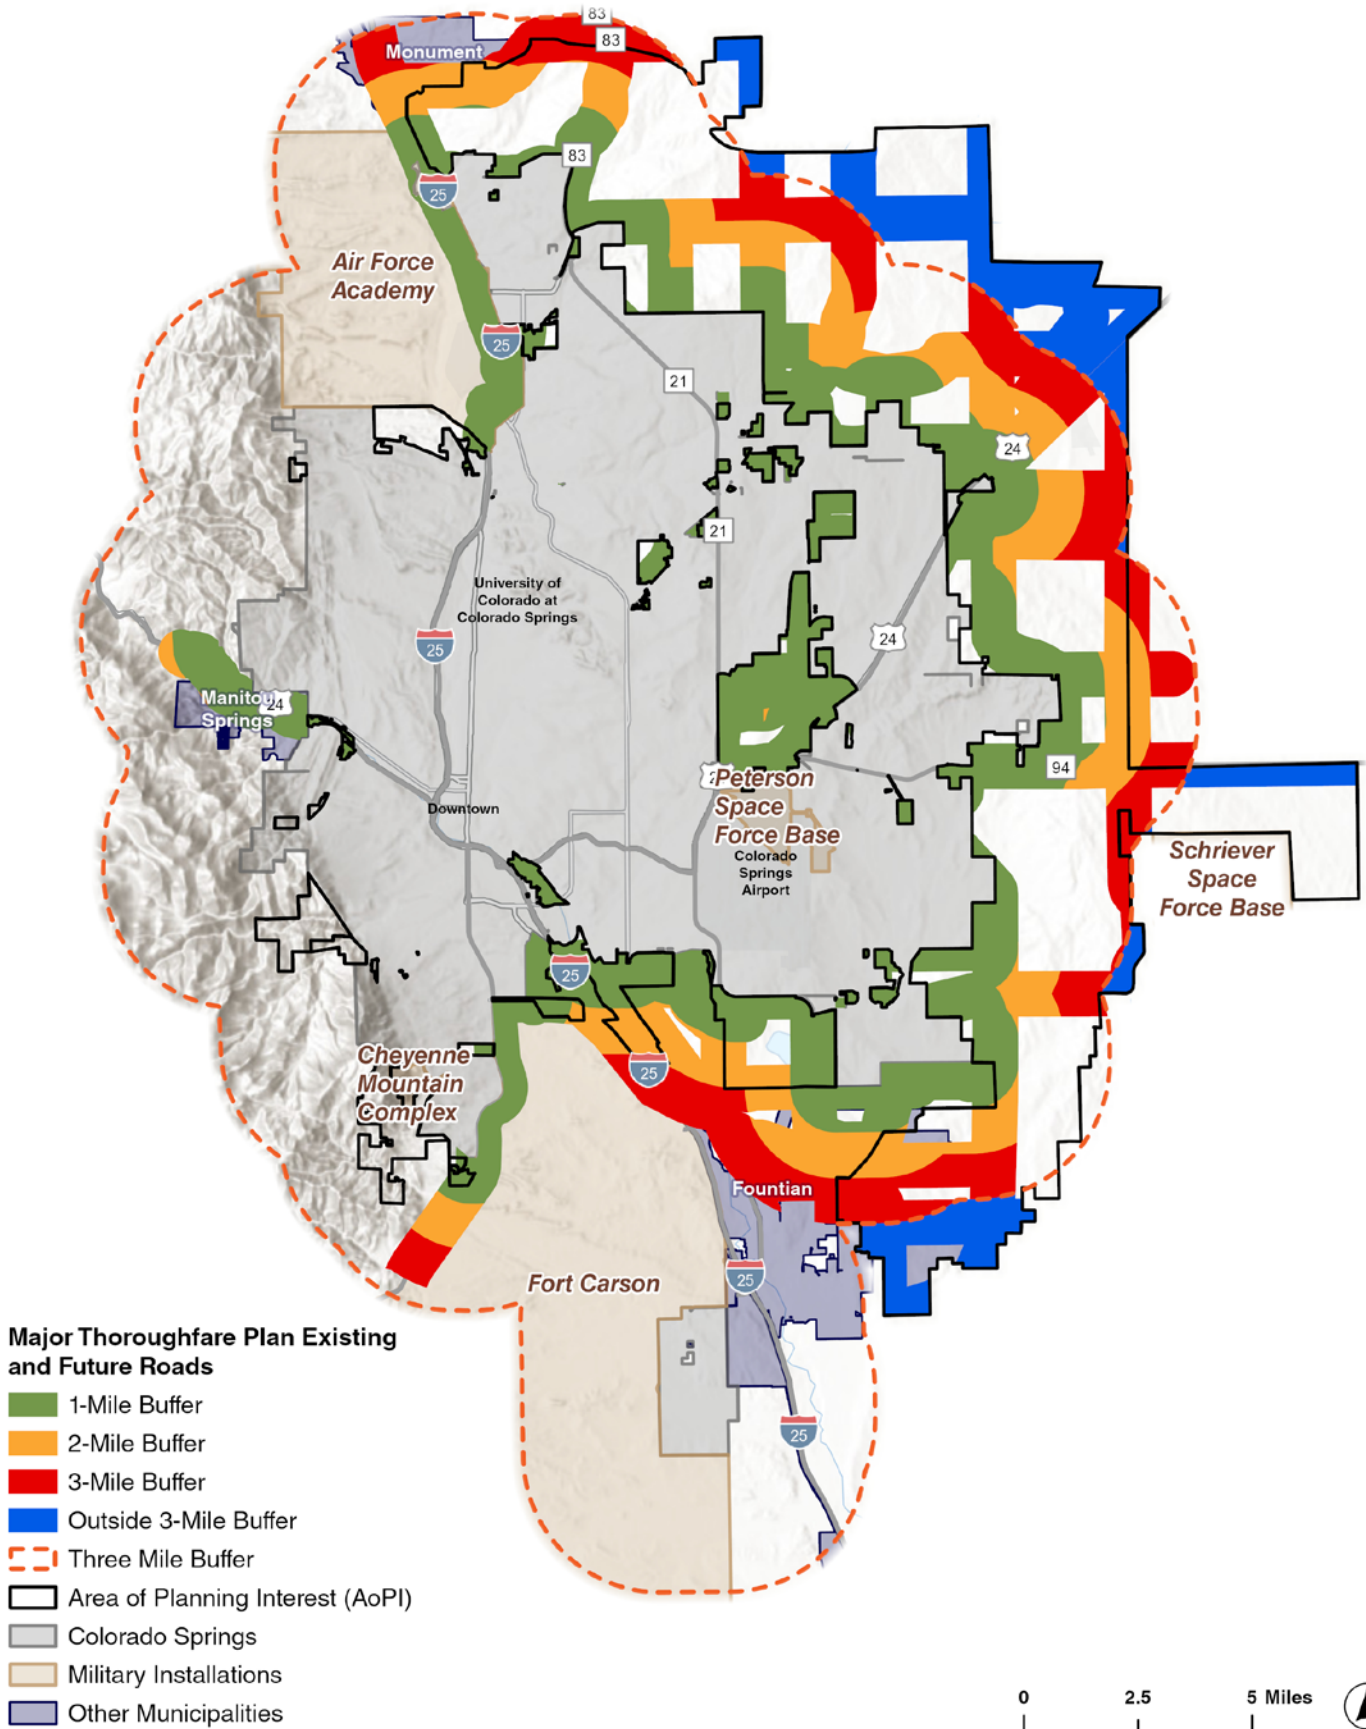 83
83
Monument
83
25
Air Force
Academy
25
21
24
21
University of
Colorado at
Colorado Springs
25
24
Manitou
Springs
24
94
Peterson
Space
Force Base
Downtown
Colorado
Springs
Airport
Schriever
Space
Force Base
25
Cheyenne
Mountain
Complex
25
Fountian
25
Fort Carson
25
Major Thoroughfare Plan Existing
and Future Roads
1-Mile Buffer
2-Mile Buffer
3-Mile Buffer
Outside 3-Mile Buffer
Three Mile Buffer
Area of Planning Interest (AoPI)
Colorado Springs
Military Installations
Other Municipalities
0 2.5 5 Miles